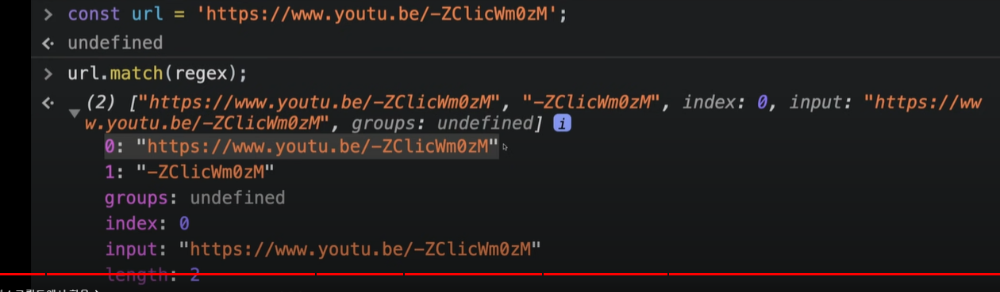 > const url = 'https://www.youtu.be/-ZClicWm0zM';
< undefined
> url.match(regex);
< (2) ["https://www.youtu.be/-ZClicWm0zM", "-ZClicWm0zM", index: 0, input: "https://ww
w.youtu.be/-ZClicWm0zM", groups: undefined] i
0: "https://www.youtu.be/-ZClicWm0zM"
1: "-ZClicWm0zM"
groups: undefined
index: 0
input: "https://www.youtu.be/-ZClicWm0zM"
length: 2